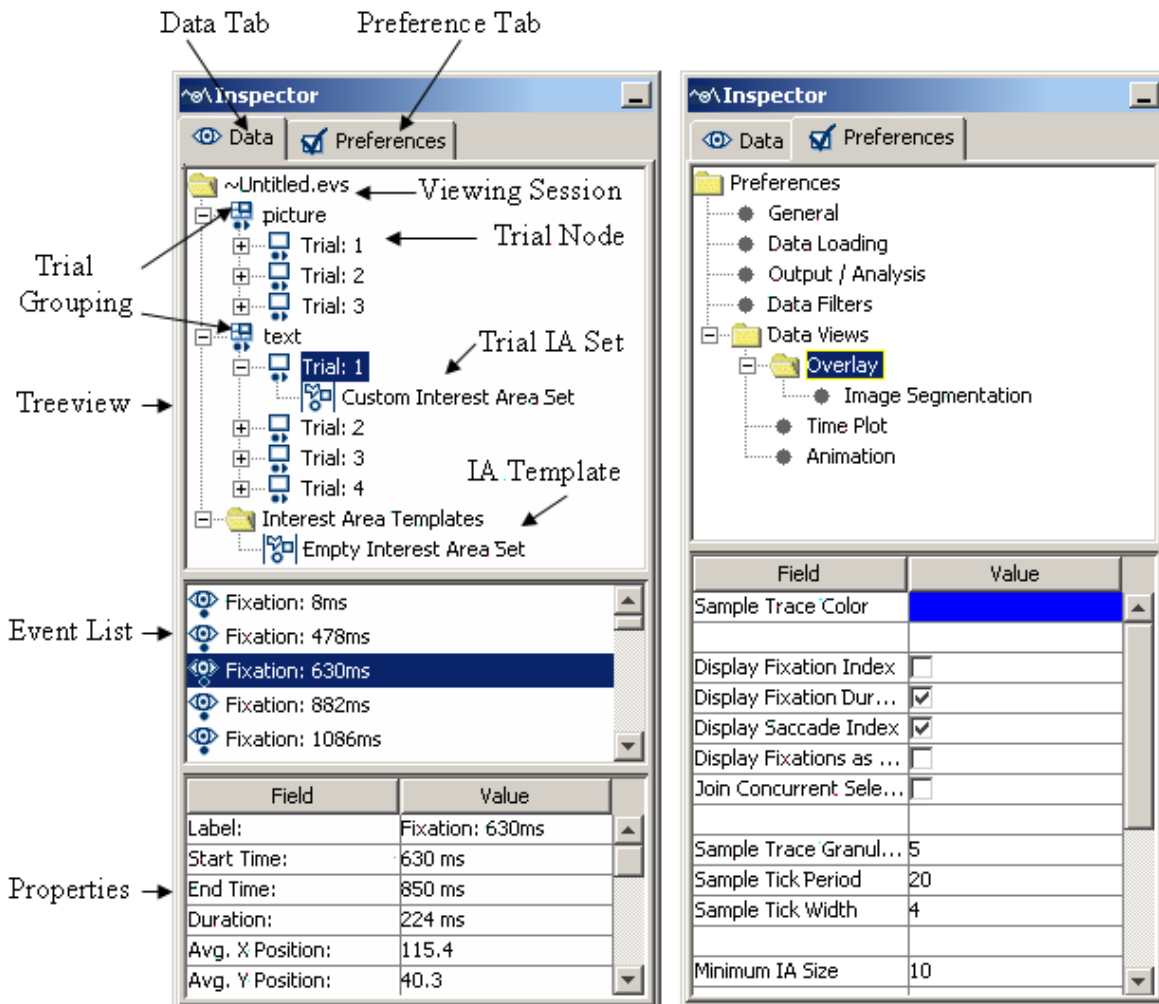 Data Tab
Preference Tab
Inspector
Data
Preferences
~Untitled.evs
Viewing Session
picture
Trial: 1
Trial Node
Trial: 2
Trial: 3
Trial
Grouping
text
Trial: 1
Trial IA Set
Custom Interest Area Set
Treeview
Trial: 2
Trial: 3
Trial: 4
IA Template
Interest Area Templates
Empty Interest Area Set
Event List
Fixation: 8ms
Fixation: 478ms
Fixation: 630ms
Fixation: 882ms
Fixation: 1086ms
Properties
Field Value
Label: Fixation: 630ms
Start Time: 630 ms
End Time: 850 ms
Duration: 224 ms
Avg. X Position: 115.4
Avg. Y Position: 40.3
Inspector
Data
Preferences
Preferences
General
Data Loading
Output / Analysis
Data Filters
Data Views
Overlay
Image Segmentation
Time Plot
Animation
Field Value
Sample Trace Color
Display Fixation Index
Display Fixation Dur...
Display Saccade Index
Display Fixations as ...
Join Concurrent Sele...
Sample Trace Granul... 5
Sample Tick Period 20
Sample Tick Width 4
Minimum IA Size 10